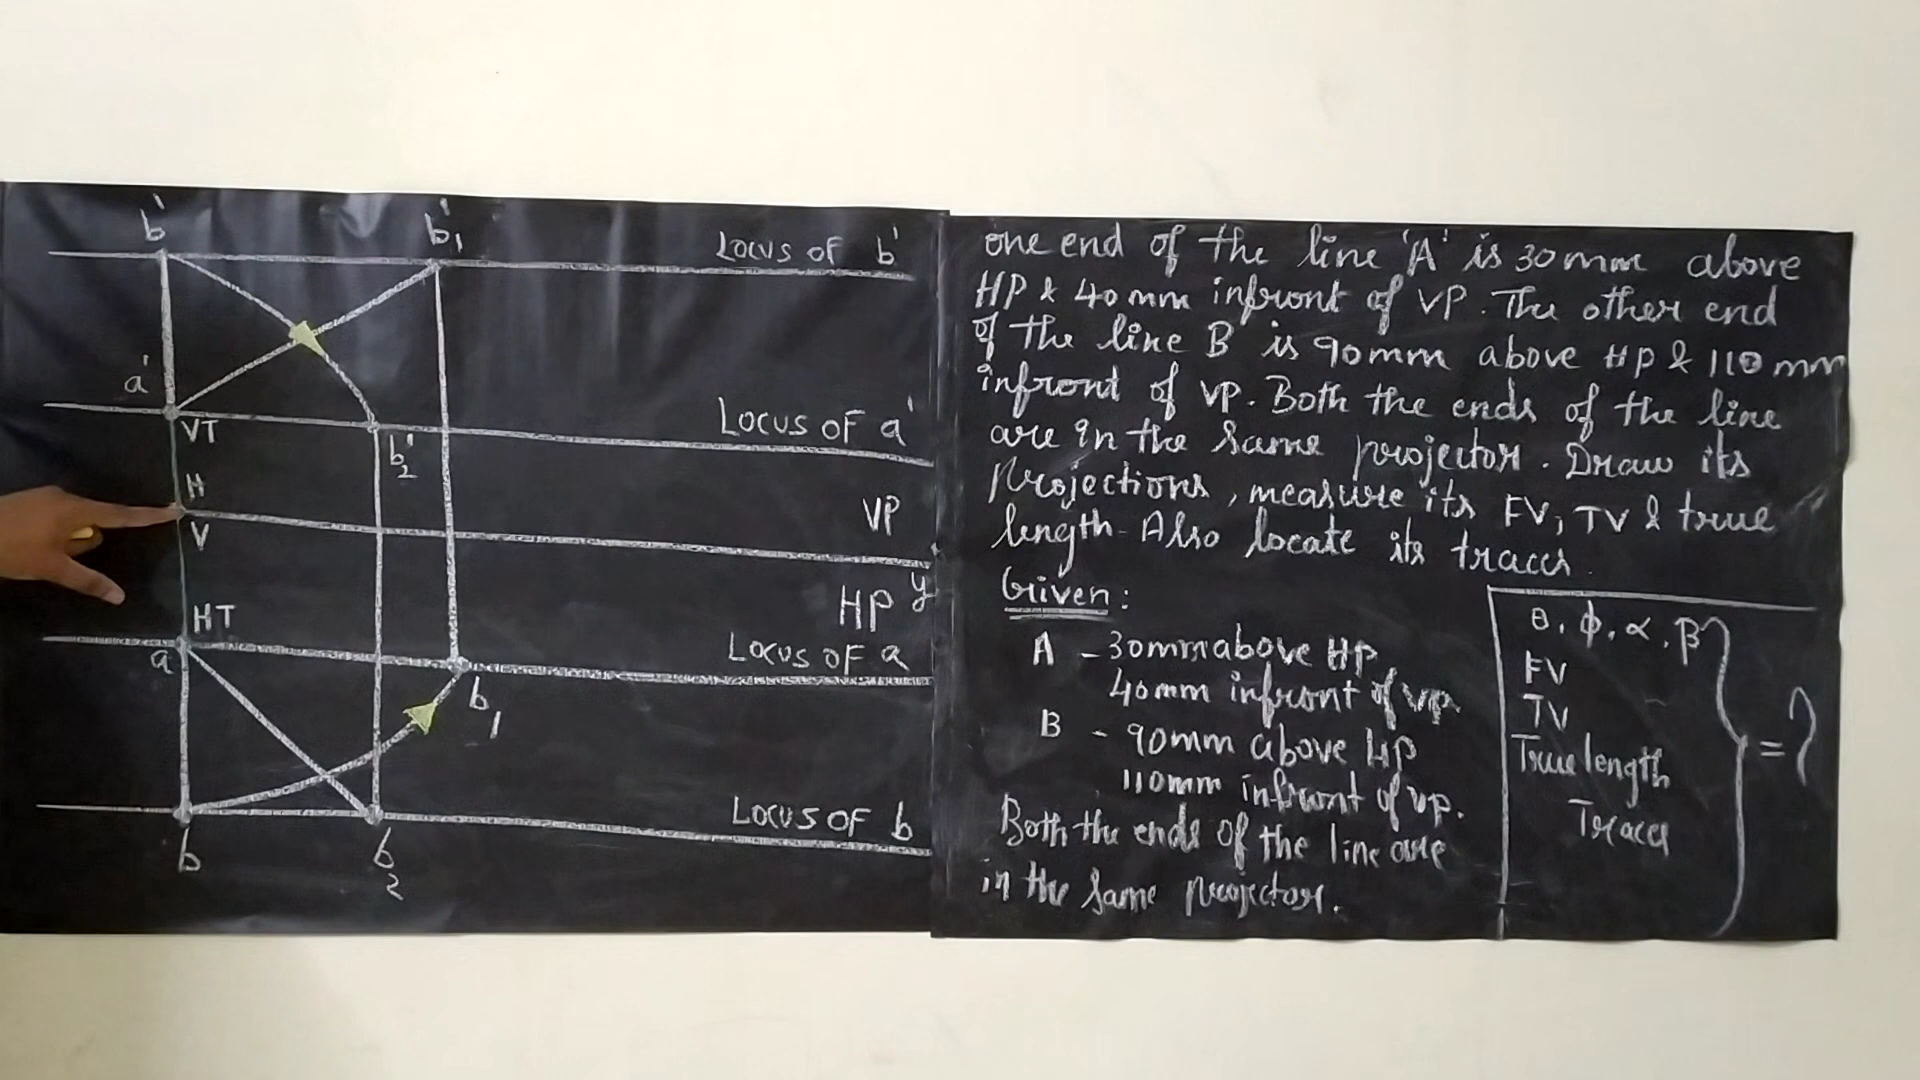 b'
b'1
Locus of b'
a'
VT
b'2
Locus of a'
H
V
VP
y
HP
HT
a
Locus of a
b1
Locus of b
b
b2
one end of the line 'A' is 30mm above
HP & 40mm infront of VP. The other end
of the line B is 90mm above HP & 110mm
infront of VP. Both the ends of the line
are in the same projector. Draw its
Projections, measure its FV, TV & true
length. Also locate its traces.
Given:
A - 30mm above HP
40mm infront of VP
B - 90mm above HP
110mm infront of VP.
Both the ends of the line are
in the same projector.
θ, φ, α, β
FV
TV
True length
Traces
= ?